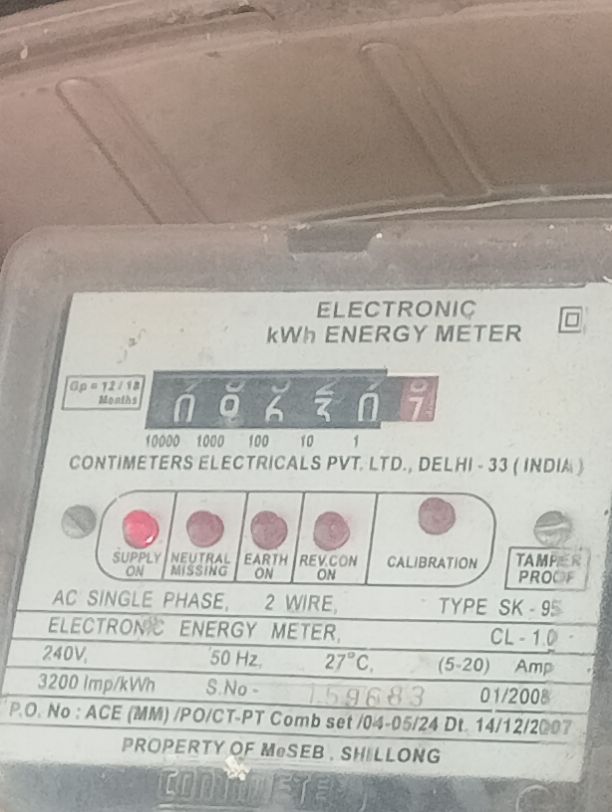 ELECTRONIC
kWh ENERGY METER
Gp = 12 / 18
Months
10000 1000 100 10 1
CONTIMETERS ELECTRICALS PVT. LTD., DELHI - 33 ( INDIA )
SUPPLY ON
NEUTRAL MISSING
EARTH ON
REV.CON ON
CALIBRATION
TAMPER PROOF
AC SINGLE PHASE, 2 WIRE, TYPE SK - 95
ELECTRONIC ENERGY METER, CL - 1.0
240V, 50 Hz, 27°C, (5-20) Amp
3200 Imp/kWh S.No - 159683 01/2008
P.O. No : ACE (MM) /PO/CT-PT Comb set /04-05/24 Dt. 14/12/2007
PROPERTY OF MeSEB , SHILLONG